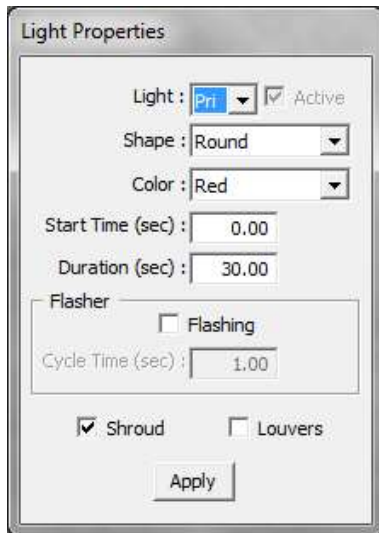 Light Properties
Light : Pri Active
Shape : Round
Color : Red
Start Time (sec) : 0.00
Duration (sec) : 30.00
Flasher
Flashing
Cycle Time (sec) : 1.00
Shroud Louvers
Apply